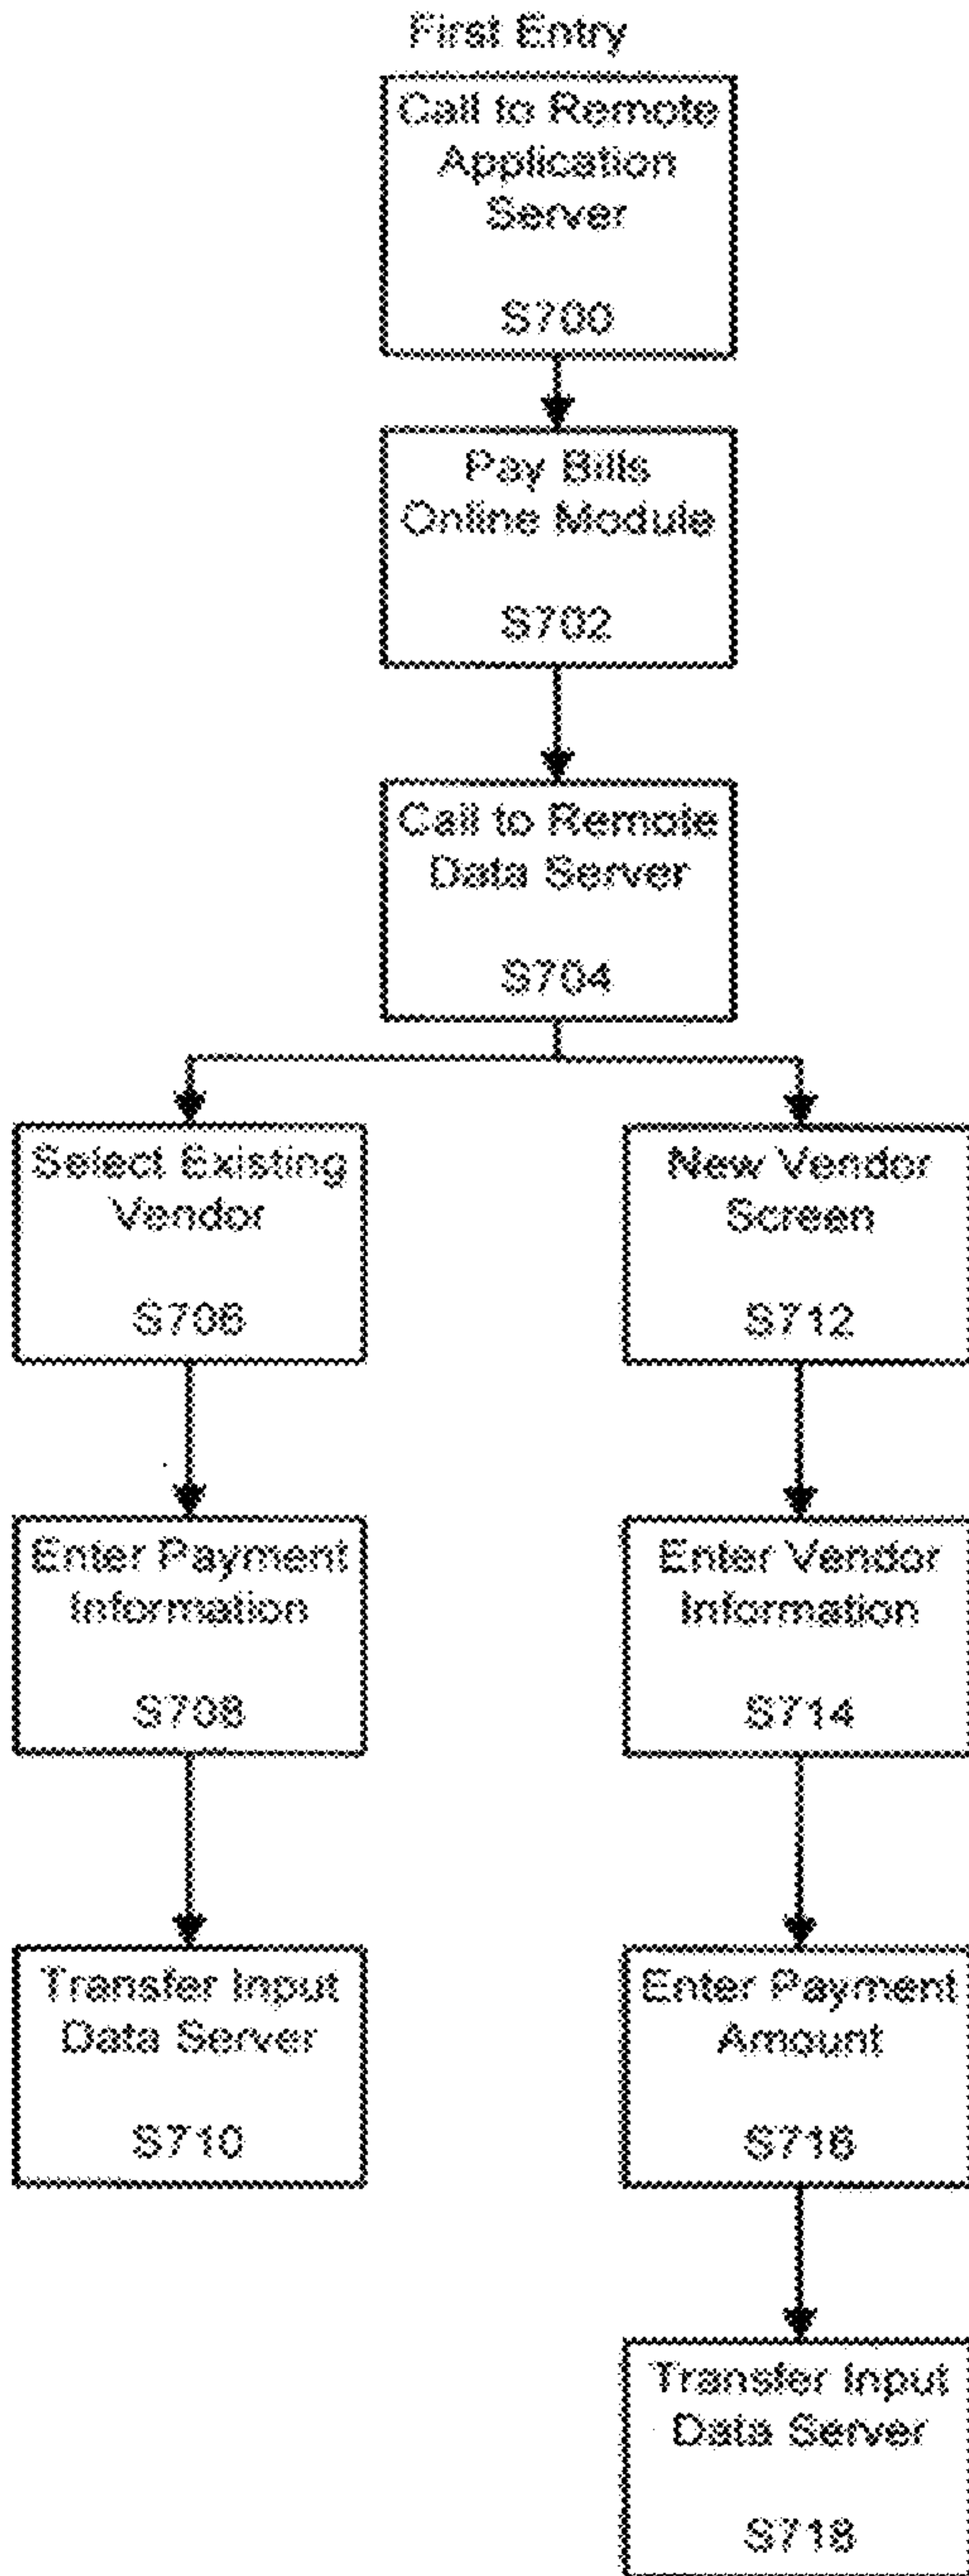 First Entry
Call to Remote
Application
Server
S700
Pay Bills
Online Module
S702
Call to Remote
Data Server
S704
Select Existing
Vendor
S706
New Vendor
Screen
S712
Enter Payment
Information
S708
Enter Vendor
Information
S714
Transfer Input
Data Server
S710
Enter Payment
Amount
S716
Transfer Input
Data Server
S718